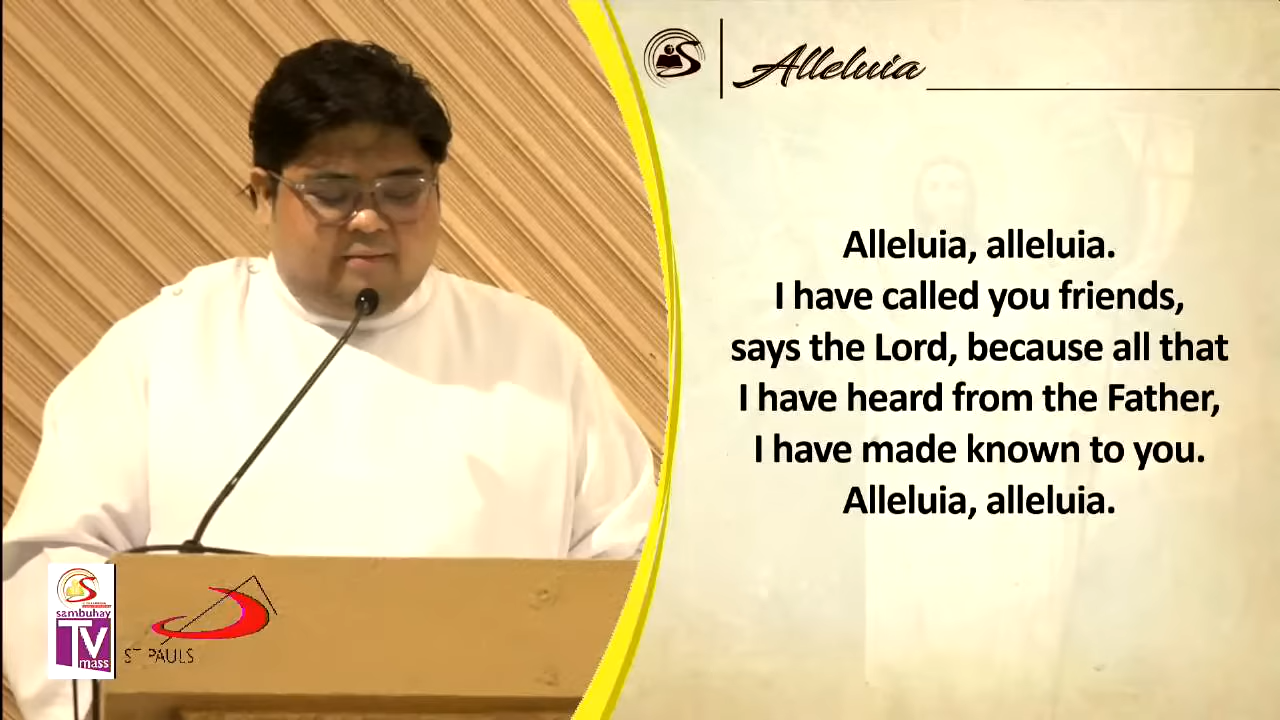 Alleluia
Alleluia, alleluia.
I have called you friends,
says the Lord, because all that
I have heard from the Father,
I have made known to you.
Alleluia, alleluia.
sambuhay
TV
mass
ST PAULS